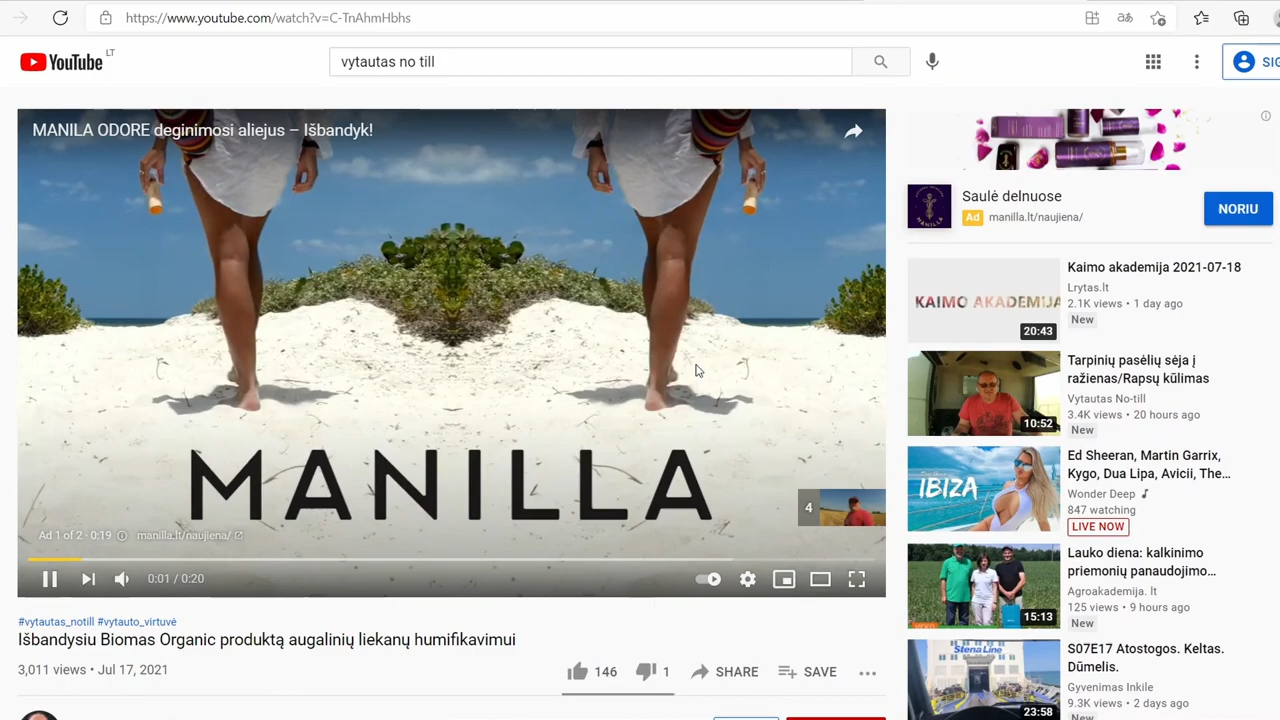 https://www.youtube.com/watch?v=C-TnAhmHbhs
YouTube LT
vytautas no till
MANILA ODORE deginimosi aliejus – Išbandyk!
MANILLA
4
Ad 1 of 2 · 0:19
manilla.lt/naujiena/
0:01 / 0:20
#vytautas_notill #vytauto_virtuvė
Išbandysiu Biomas Organic produktą augalinių liekanų humifikavimui
3,011 views • Jul 17, 2021
146
1
SHARE
SAVE
SIG
Saulė delnuose
Ad manilla.lt/naujiena/
NORIU
KAIMO AKADEMIJA
20:43
Kaimo akademija 2021-07-18
Lrytas.lt
2.1K views • 1 day ago
New
10:52
Tarpinių pasėlių sėja į
ražienas/Rapsų kūlimas
Vytautas No-till
3.4K views • 20 hours ago
New
IBIZA
Ed Sheeran, Martin Garrix,
Kygo, Dua Lipa, Avicii, The…
Wonder Deep
847 watching
LIVE NOW
15:13
Lauko diena: kalkinimo
priemonių panaudojimo…
Agroakademija. lt
125 views • 9 hours ago
New
Stena Line
23:58
S07E17 Atostogos. Keltas.
Dūmelis.
Gyvenimas Inkile
9.3K views • 2 days ago
New